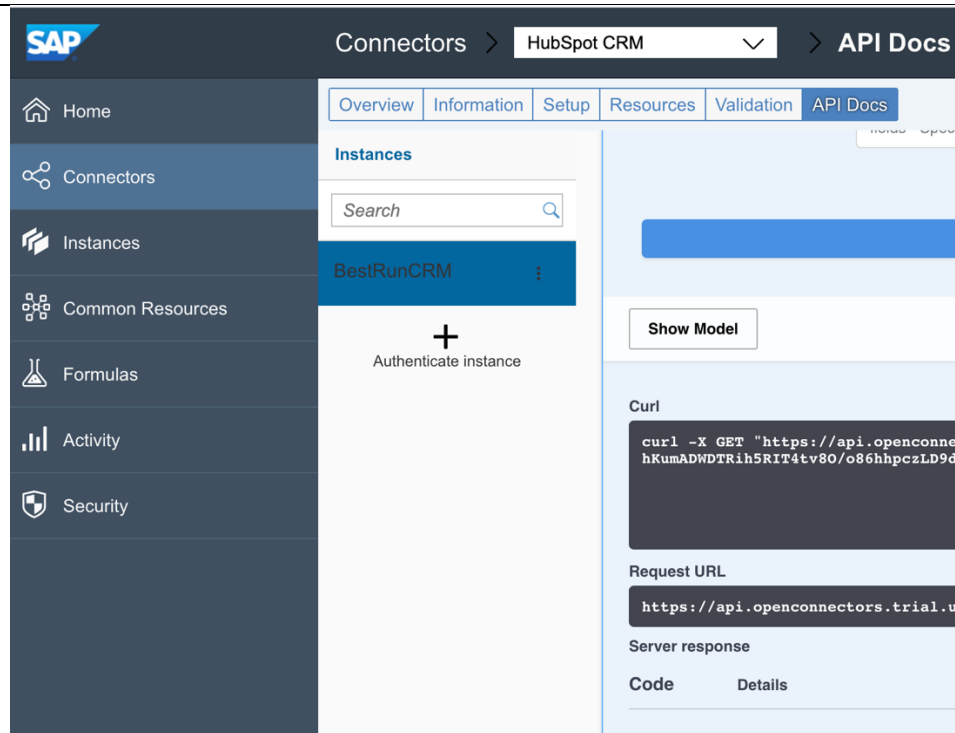 SAP
Connectors > HubSpot CRM > API Docs
Home
Connectors
Instances
Common Resources
Formulas
Activity
Security
Overview Information Setup Resources Validation API Docs
Instances
Search
BestRunCRM
+
Authenticate instance
Show Model
Curl
curl -X GET "https://api.openconne
hKumADWDTRih5RIT4tv8O/o86hhpczLD9d
Request URL
https://api.openconnectors.trial.u
Server response
Code Details